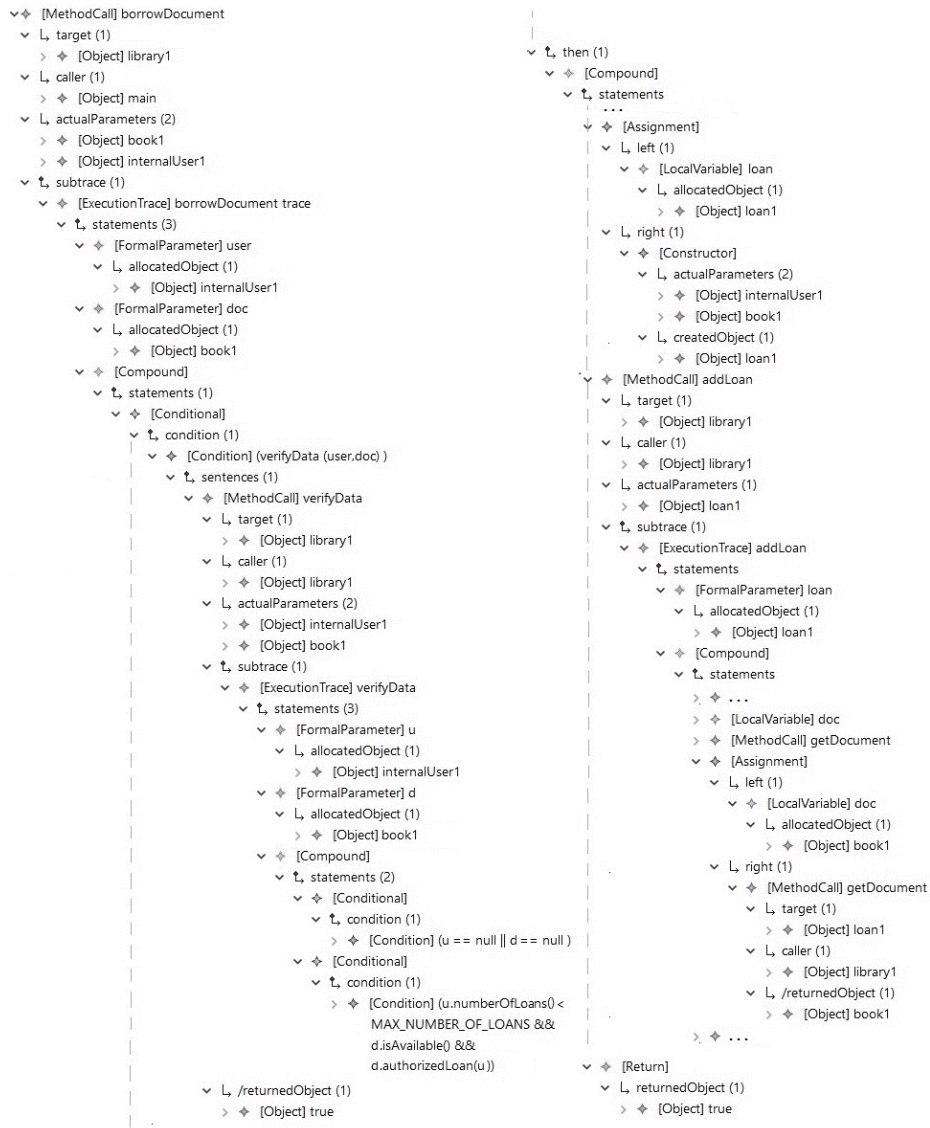 [MethodCall] borrowDocument
target (1)
[Object] library1
caller (1)
[Object] main
actualParameters (2)
[Object] book1
[Object] internalUser1
subtrace (1)
[ExecutionTrace] borrowDocument trace
statements (3)
[FormalParameter] user
allocatedObject (1)
[Object] internalUser1
[FormalParameter] doc
allocatedObject (1)
[Object] book1
[Compound]
statements (1)
[Conditional]
condition (1)
[Condition] (verifyData (user,doc) )
sentences (1)
[MethodCall] verifyData
target (1)
[Object] library1
caller (1)
[Object] library1
actualParameters (2)
[Object] internalUser1
[Object] book1
subtrace (1)
[ExecutionTrace] verifyData
statements (3)
[FormalParameter] u
allocatedObject (1)
[Object] internalUser1
[FormalParameter] d
allocatedObject (1)
[Object] book1
[Compound]
statements (2)
[Conditional]
condition (1)
[Condition] (u == null || d == null )
[Conditional]
condition (1)
[Condition] (u.numberOfLoans() <
MAX_NUMBER_OF_LOANS &&
d.isAvailable() &&
d.authorizedLoan(u))
/returnedObject (1)
[Object] true
then (1)
[Compound]
statements
...
[Assignment]
left (1)
[LocalVariable] loan
allocatedObject (1)
[Object] loan1
right (1)
[Constructor]
actualParameters (2)
[Object] internalUser1
[Object] book1
createdObject (1)
[Object] loan1
[MethodCall] addLoan
target (1)
[Object] library1
caller (1)
[Object] library1
actualParameters (1)
[Object] loan1
subtrace (1)
[ExecutionTrace] addLoan
statements
[FormalParameter] loan
allocatedObject (1)
[Object] loan1
[Compound]
statements
...
[LocalVariable] doc
[MethodCall] getDocument
[Assignment]
left (1)
[LocalVariable] doc
allocatedObject (1)
[Object] book1
right (1)
[MethodCall] getDocument
target (1)
[Object] loan1
caller (1)
[Object] library1
/returnedObject (1)
[Object] book1
...
[Return]
returnedObject (1)
[Object] true